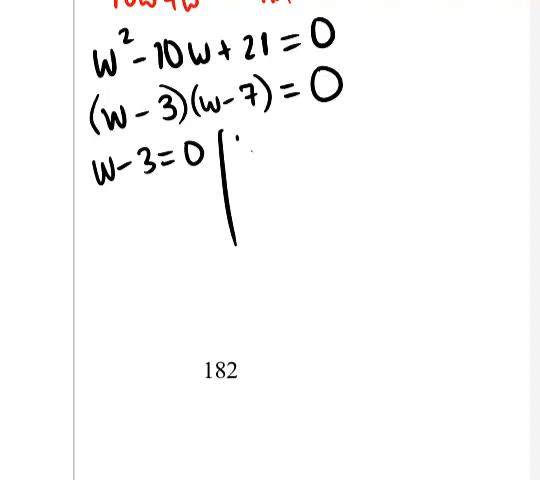 w² - 10w + 21 = 0
(w - 3)(w - 7) = 0
w - 3 = 0 |
182